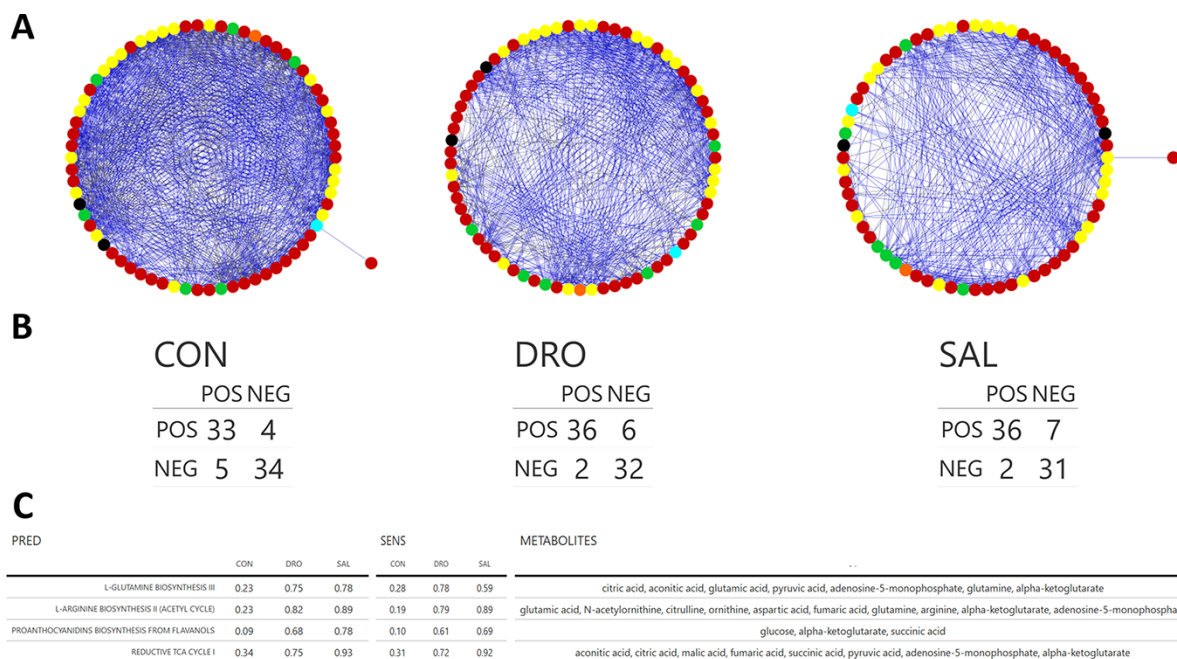 A
B
CON DRO SAL
POS NEG POS NEG POS NEG
POS 33 4 POS 36 6 POS 36 7
NEG 5 34 NEG 2 32 NEG 2 31
C
PRED SENS METABOLITES
CON DRO SAL CON DRO SAL
L-GLUTAMINE BIOSYNTHESIS III 0.23 0.75 0.78 0.28 0.78 0.59 citric acid, aconitic acid, glutamic acid, pyruvic acid, adenosine-5-monophosphate, glutamine, alpha-ketoglutarate
L-ARGININE BIOSYNTHESIS II (ACETYL CYCLE) 0.23 0.82 0.89 0.19 0.79 0.89 glutamic acid, N-acetylornithine, citrulline, ornithine, aspartic acid, fumaric acid, glutamine, arginine, alpha-ketoglutarate, adenosine-5-monophospha
PROANTHOCYANIDINS BIOSYNTHESIS FROM FLAVANOLS 0.09 0.68 0.78 0.10 0.61 0.69 glucose, alpha-ketoglutarate, succinic acid
REDUCTIVE TCA CYCLE I 0.34 0.75 0.93 0.31 0.72 0.92 aconitic acid, citric acid, malic acid, fumaric acid, succinic acid, pyruvic acid, adenosine-5-monophosphate, alpha-ketoglutarate